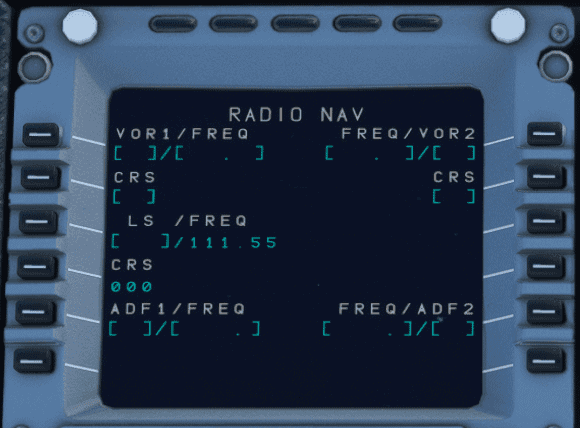 RADIO NAV
VOR1/FREQ FREQ/VOR2
[ ]/[ . ] [ . ]/[ ]
CRS CRS
[ ] [ ]
LS /FREQ
[ ]/111.55
CRS
000
ADF1/FREQ FREQ/ADF2
[ ]/[ . ] [ . ]/[ ]